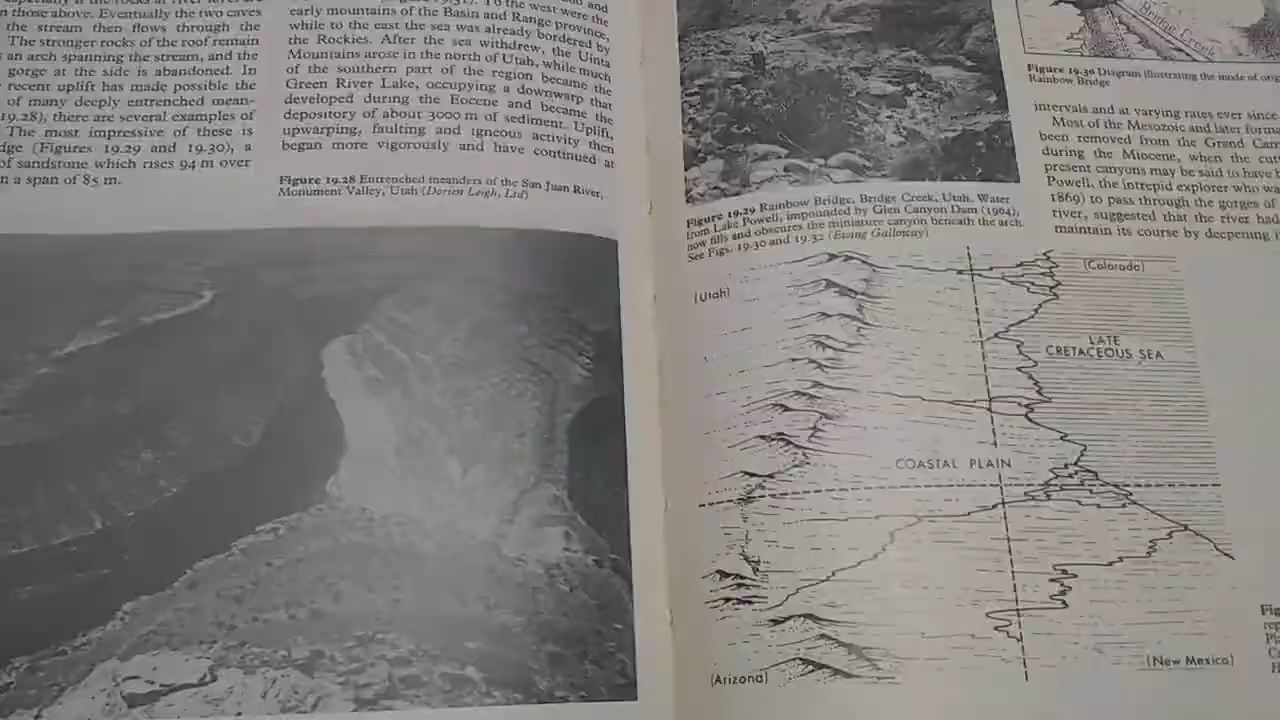 n those above. Eventually the two caves
the stream then flows through the
The stronger rocks of the roof remain
an arch spanning the stream, and the
gorge at the side is abandoned. In
recent uplift has made possible the
of many deeply entrenched mean-
19.28), there are several examples of
The most impressive of these is
dge (Figures 19.29 and 19.30), a
of sandstone which rises 94 m over
n a span of 85 m.
To the west were the
early mountains of the Basin and Range province,
while to the east the sea was already bordered by
the Rockies. After the sea withdrew, the Uinta
Mountains arose in the north of Utah, while much
of the southern part of the region became the
Green River Lake, occupying a downwarp that
developed during the Eocene and became the
depository of about 3000 m of sediment. Uplift,
upwarping, faulting and igneous activity then
began more vigorously and have continued at
Figure 19.28 Entrenched meanders of the San Juan River,
Monument Valley, Utah (Dorien Leigh, Ltd)
Figure 19.29 Rainbow Bridge, Bridge Creek, Utah. Water
from Lake Powell, impounded by Glen Canyon Dam (1964),
now fills and obscures the miniature canyon beneath the arch.
See Figs. 19.30 and 19.32 (Ewing Galloway)
Bridge Creek
Figure 19.30 Diagram illustrating the mode of
Rainbow Bridge
intervals and at varying rates ever since
Most of the Mesozoic and later
been removed from the Grand
during the Miocene, when the
present canyons may be said to have
Powell, the intrepid explorer who
1869) to pass through the gorges of
river, suggested that the river had
maintain its course by deepening
(Utah)
(Colorado)
LATE
CRETACEOUS SEA
COASTAL PLAIN
(Arizona)
(New Mexico)